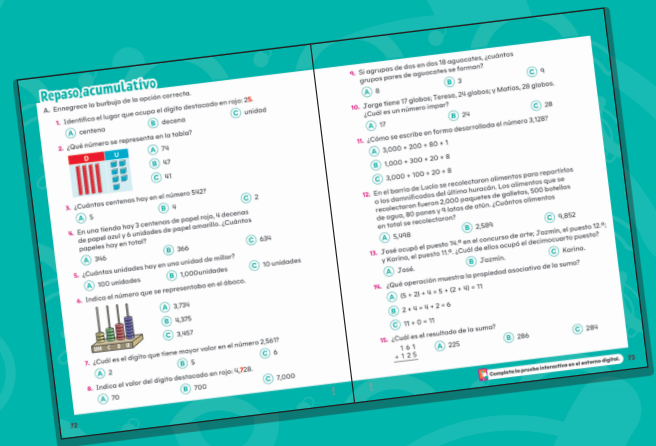 Repaso acumulativo
A. Ennegrece la burbuja de la opción correcta.
1. Identifica el lugar que ocupa el dígito destacado en rojo: 25.
A centena B decena C unidad
2. ¿Qué número se representa en la tabla?
D U
A 74
B 47
C 41
3. ¿Cuántas centenas hay en el número 542?
A 5 B 4 C 2
4. En una tienda hay 3 centenas de papel rojo, 4 decenas
de papel azul y 6 unidades de papel amarillo. ¿Cuántos
papeles hay en total?
A 346 B 366 C 634
5. ¿Cuántas unidades hay en una unidad de millar?
A 100 unidades B 1,000 unidades C 10 unidades
6. Indica el número que se representaba en el ábaco.
A 3,734
B 4,375
C 3,457
UM C D U
7. ¿Cuál es el dígito que tiene mayor valor en el número 2,561?
A 2 B 5 C 6
8. Indica el valor del dígito destacado en rojo: 4,728.
A 70 B 700 C 7,000
72
9. Si agrupas de dos en dos 18 aguacates, ¿cuántos
grupos pares de aguacates se forman?
A 8 B 3 C 9
10. Jorge tiene 17 globos; Teresa, 24 globos; y Matías, 28 globos.
¿Cuál es un número impar?
A 17 B 24 C 28
11. ¿Cómo se escribe en forma desarrollada el número 3,128?
A 3,000 + 200 + 80 + 1
B 1,000 + 300 + 20 + 8
C 3,000 + 100 + 20 + 8
12. En el barrio de Lucía se recolectaron alimentos para repartirlos
a los damnificados del último huracán. Los alimentos que se
recolectaron fueron 2,000 paquetes de galletas, 500 botellas
de agua, 80 panes y 9 latas de atún. ¿Cuántos alimentos
en total se recolectaron?
A 5,498 B 2,589 C 9,852
13. José ocupó el puesto 14.º en el concurso de arte; Jazmín, el puesto 12.º;
y Karina, el puesto 11.º. ¿Cuál de ellos ocupó el decimocuarto puesto?
A José. B Jazmín. C Karina.
14. ¿Qué operación muestra la propiedad asociativa de la suma?
A (5 + 2) + 4 = 5 + (2 + 4) = 11
B 2 + 4 = 4 + 2 = 6
C 11 + 0 = 11
15. ¿Cuál es el resultado de la suma?
1 6 1
+ 1 2 5
A 225 B 286 C 284
Completa la prueba interactiva en el entorno digital.
73